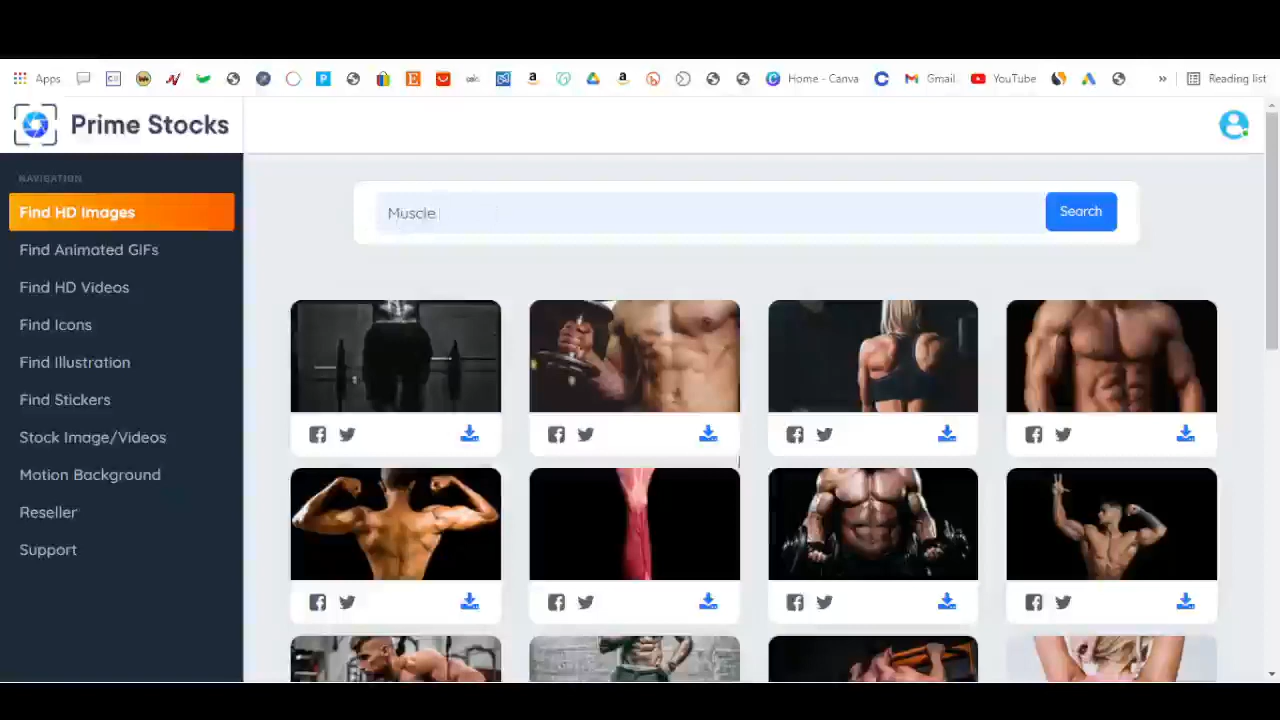 Apps
Home - Canva
Gmail
YouTube
»
Reading list
Prime Stocks
NAVIGATION
Find HD Images
Find Animated GIFs
Find HD Videos
Find Icons
Find Illustration
Find Stickers
Stock Image/Videos
Motion Background
Reseller
Support
Muscle
Search